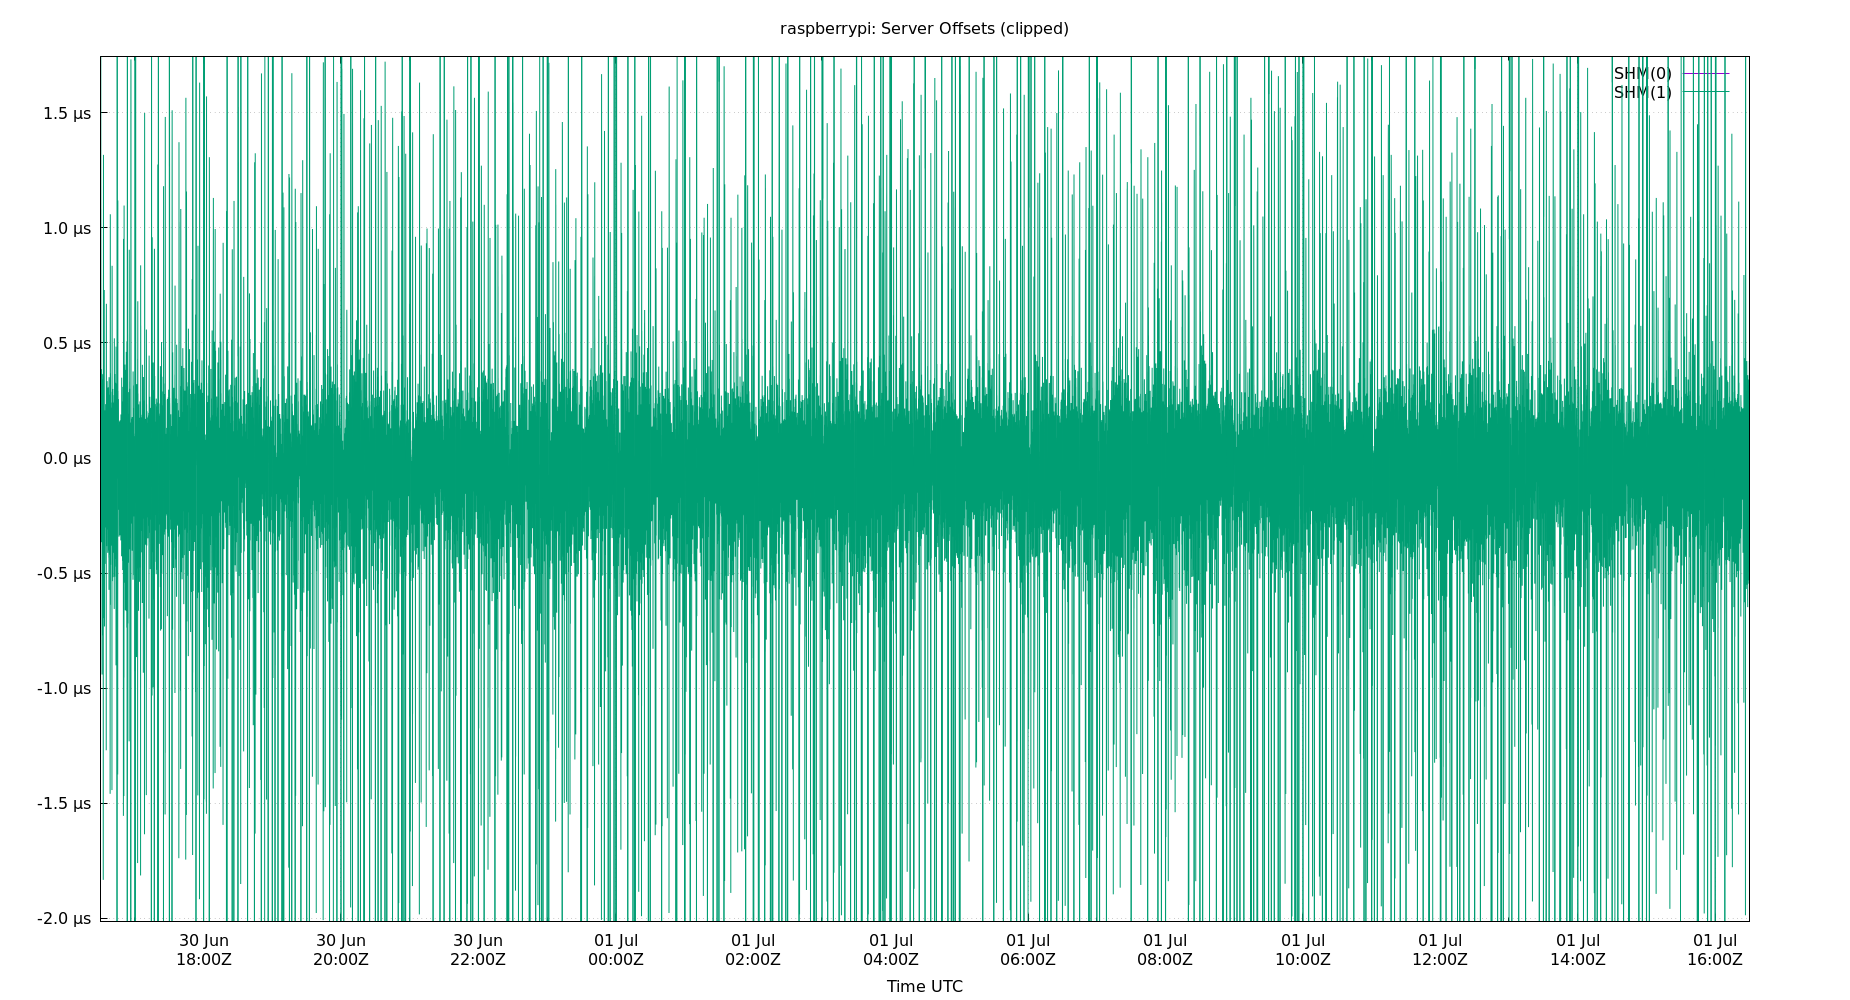 raspberrypi: Server Offsets (clipped)
SHM(0)
SHM(1)
1.5 µs
1.0 µs
0.5 µs
0.0 µs
-0.5 µs
-1.0 µs
-1.5 µs
-2.0 µs
30 Jun 30 Jun 30 Jun 01 Jul 01 Jul 01 Jul 01 Jul 01 Jul 01 Jul 01 Jul 01 Jul 01 Jul
18:00Z 20:00Z 22:00Z 00:00Z 02:00Z 04:00Z 06:00Z 08:00Z 10:00Z 12:00Z 14:00Z 16:00Z
Time UTC